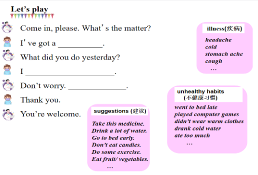 Let's play
Come in, please. What's the matter?
I've got a __________.
What did you do yesterday?
I _______________.
Don't worry. __________.
Thank you.
You're welcome.
illness(疾病)
headache
cold
stomach ache
cough
...
unhealthy habits
(不健康习惯)
went to bed late
played computer games
didn't wear warm clothes
drank cold water
ate too much
...
suggestions (建议)
Take this medicine.
Drink a lot of water.
Go to bed early.
Don't eat candies.
Do some exercise.
Eat fruit/ vegetables.
...